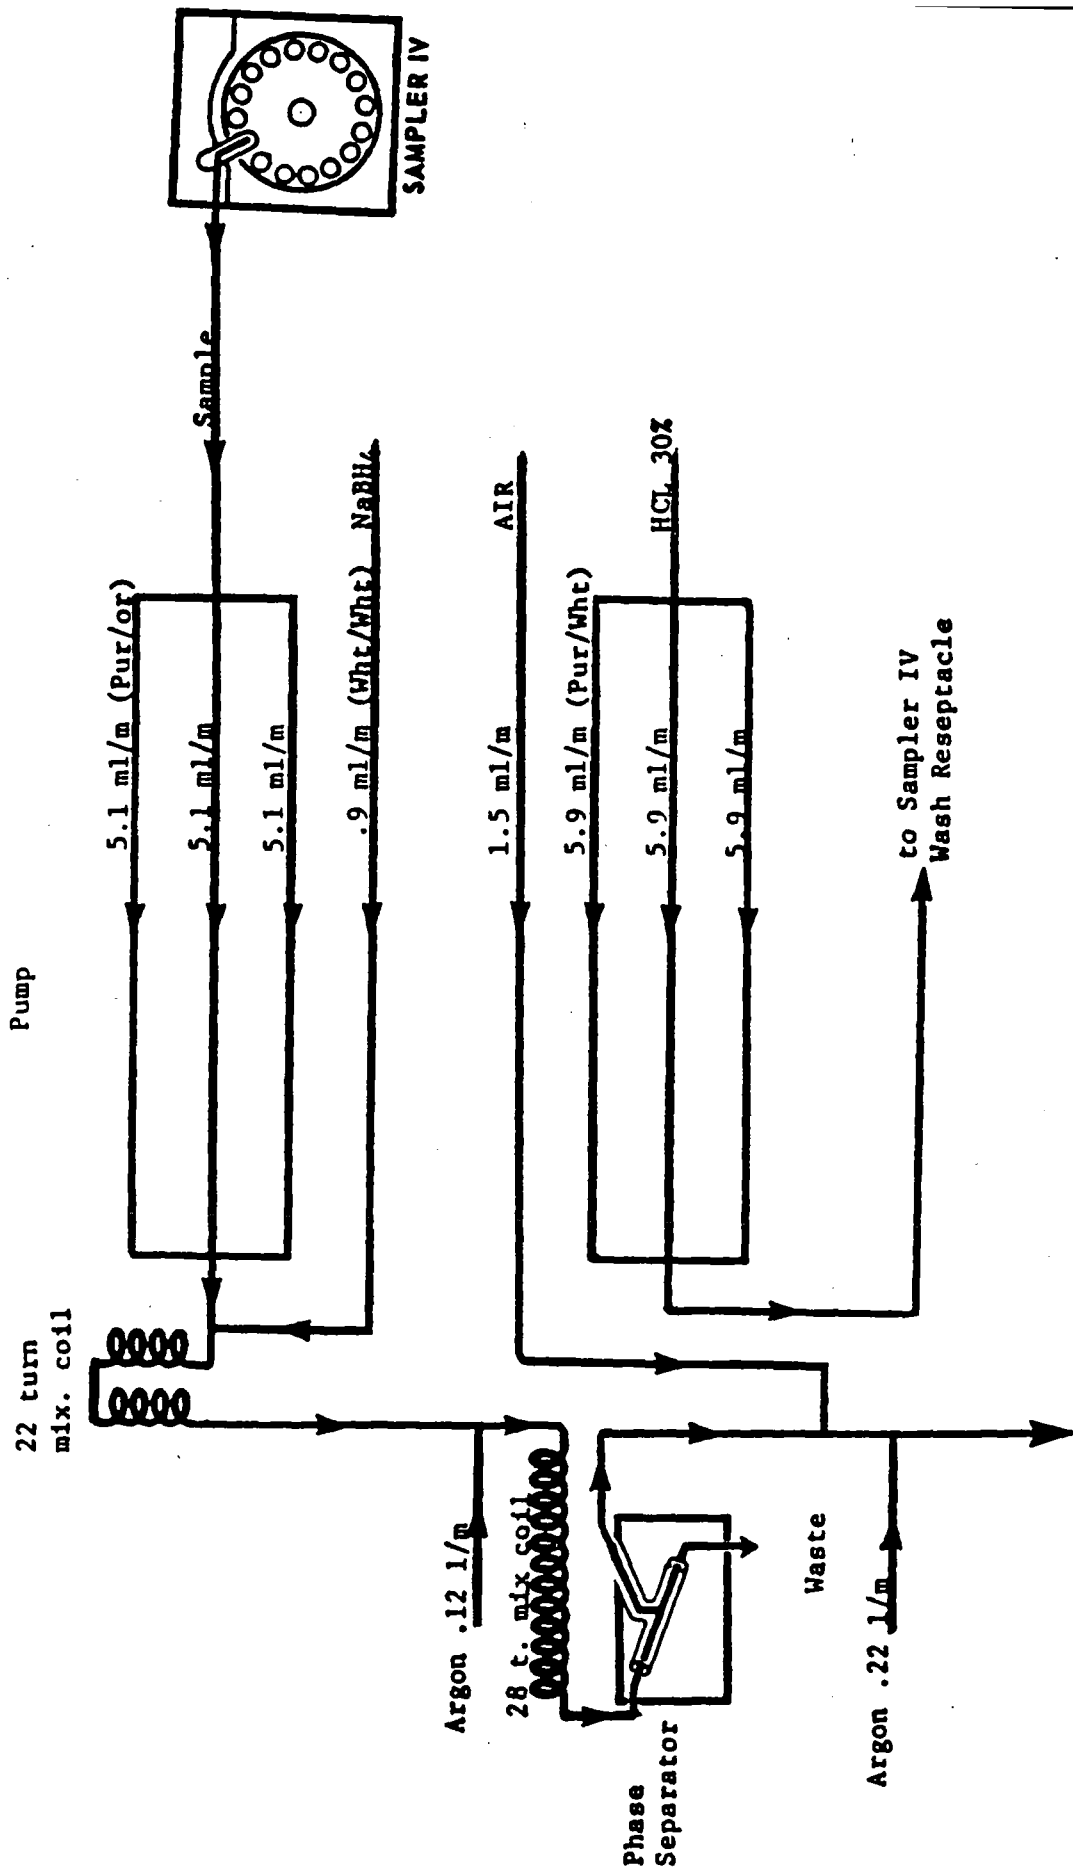 Pump
22 turn
mix. coil
5.1 ml/m (Pur/or)
5.1 ml/m
5.1 ml/m
Sample
SAMPLER IV
.9 ml/m (Wht/Wht) NaBH4
Argon .12 l/m
28 t. mix coil
1.5 ml/m
AIR
5.9 ml/m (Pur/Wht)
5.9 ml/m
HCL 30%
5.9 ml/m
Phase
Separator
Waste
Argon .22 l/m
to Sampler IV
Wash Reseptacle